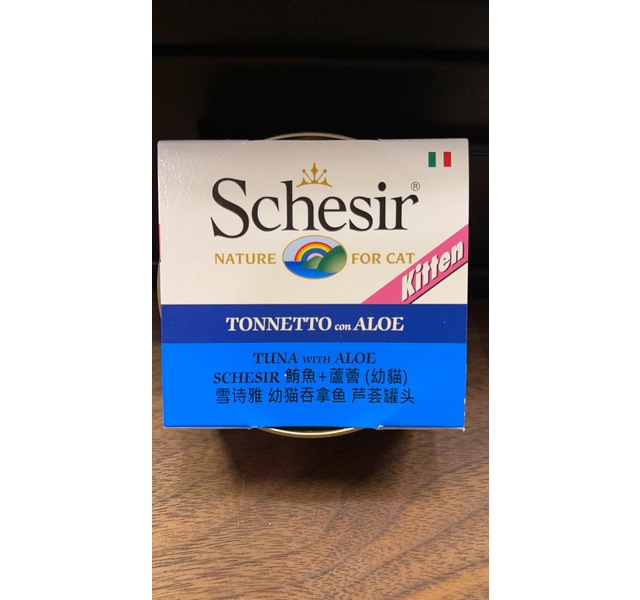 Schesir®
NATURE FOR CAT
Kitten
TONNETTO con ALOE
TUNA WITH ALOE
SCHESIR 鮪魚+蘆薈 (幼貓)
雪诗雅 幼猫吞拿鱼 芦荟罐头